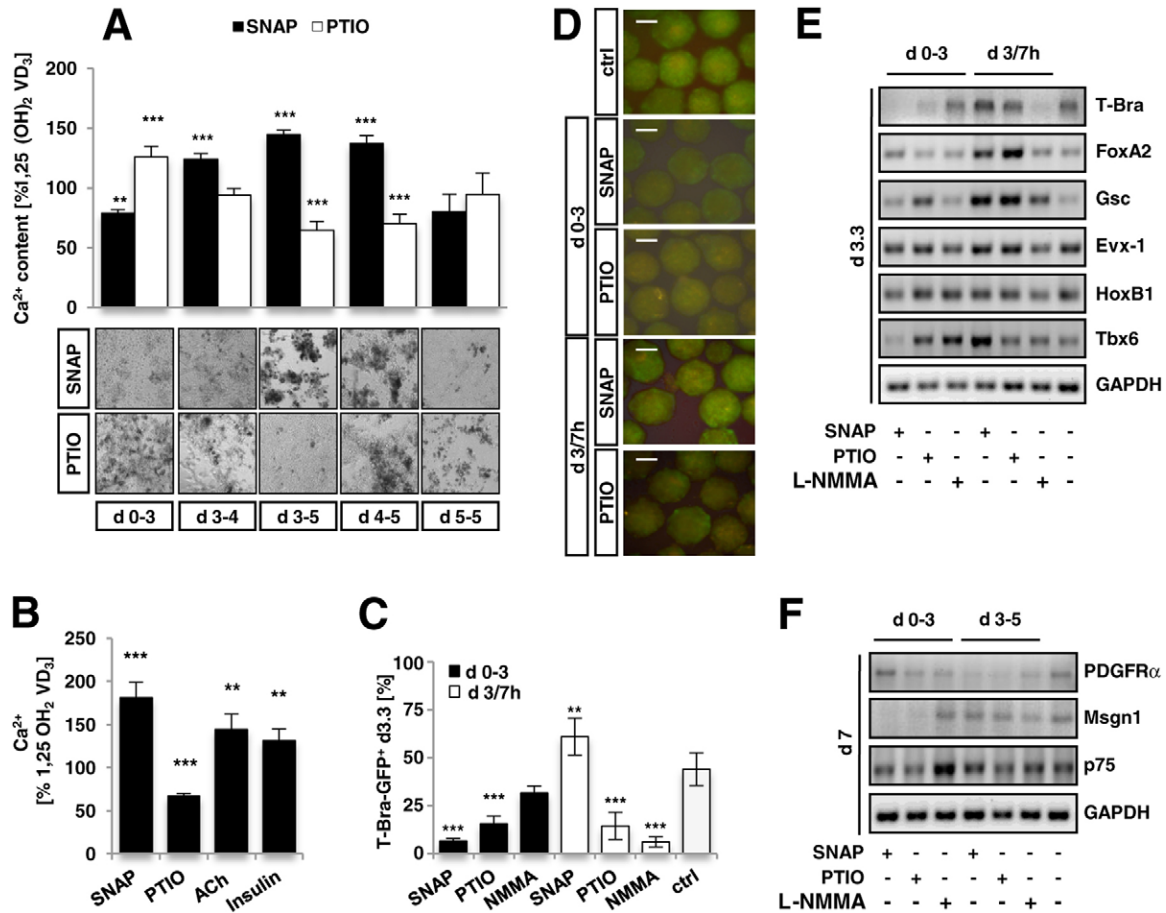 A
■SNAP □PTIO
Ca²⁺ content [%1,25 (OH)₂ VD₃]
200
150
100
50
0
**
***
***
***
***
***
***
SNAP
PTIO
d 0-3
d 3-4
d 3-5
d 4-5
d 5-5
B
Ca²⁺
[% 1,25 OH₂ VD₃]
250
200
150
100
50
0
***
***
**
**
SNAP
PTIO
ACh
Insulin
C
T-Bra-GFP⁺ d3.3 [%]
■ d 0-3
□ d 3/7h
100
75
50
25
0
***
***
**
***
***
SNAP
PTIO
NMMA
SNAP
PTIO
NMMA
ctrl
D
ctrl
d 0-3
SNAP
PTIO
d 3/7h
SNAP
PTIO
E
d 0-3 d 3/7h
d 3.3
T-Bra
FoxA2
Gsc
Evx-1
HoxB1
Tbx6
GAPDH
SNAP + - - + - - -
PTIO - + - - + - -
L-NMMA - - + - - + -
F
d 0-3 d 3-5
d 7
PDGFRα
Msgn1
p75
GAPDH
SNAP + - - + - - -
PTIO - + - - + - -
L-NMMA - - + - - + -